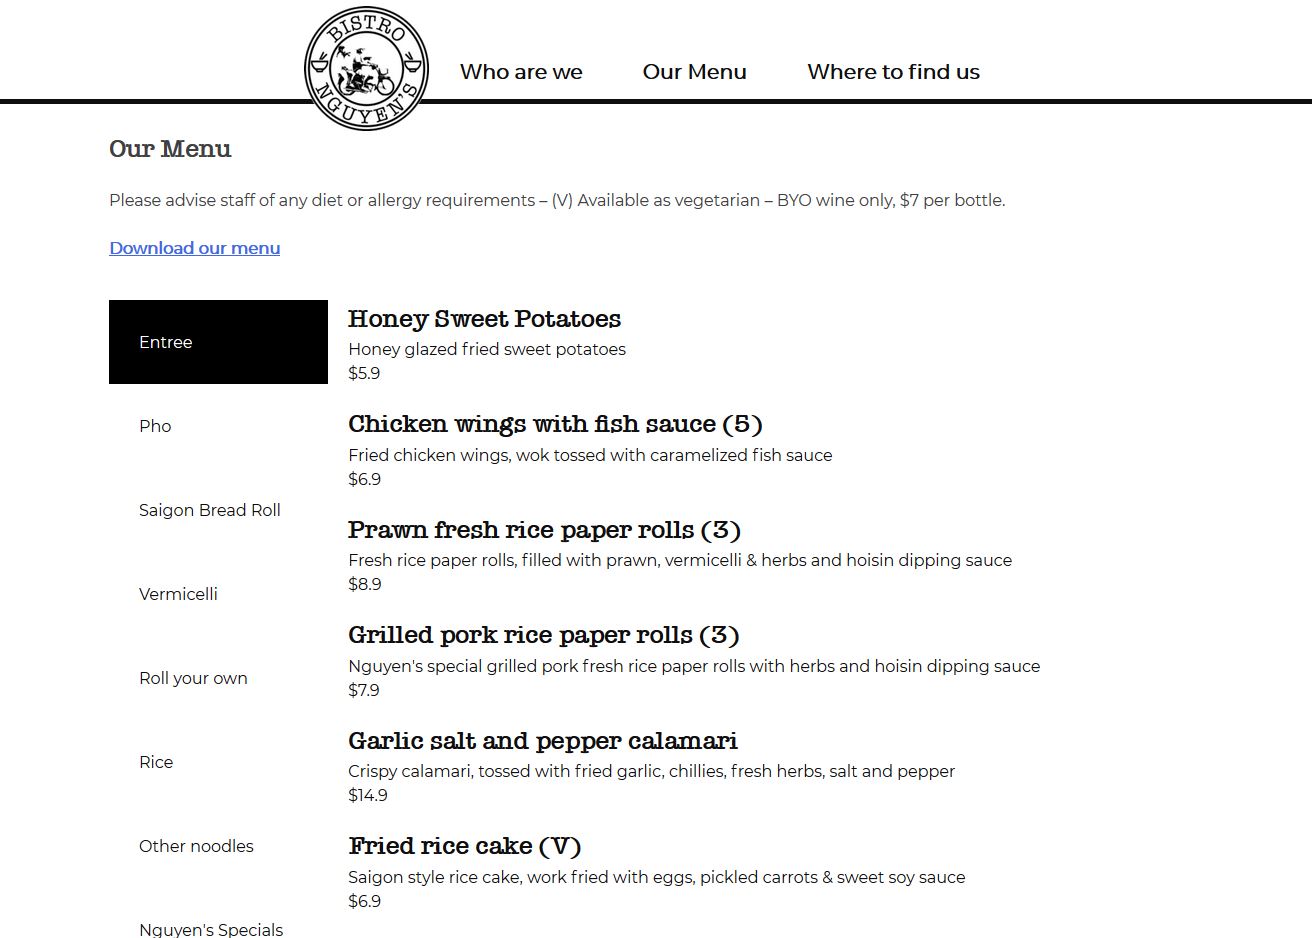 BISTRO
NGUYEN'S
Who are we
Our Menu
Where to find us
Our Menu
Please advise staff of any diet or allergy requirements – (V) Available as vegetarian – BYO wine only, $7 per bottle.
Download our menu
Entree
Pho
Saigon Bread Roll
Vermicelli
Roll your own
Rice
Other noodles
Nguyen's Specials
Honey Sweet Potatoes
Honey glazed fried sweet potatoes
$5.9
Chicken wings with fish sauce (5)
Fried chicken wings, wok tossed with caramelized fish sauce
$6.9
Prawn fresh rice paper rolls (3)
Fresh rice paper rolls, filled with prawn, vermicelli & herbs and hoisin dipping sauce
$8.9
Grilled pork rice paper rolls (3)
Nguyen's special grilled pork fresh rice paper rolls with herbs and hoisin dipping sauce
$7.9
Garlic salt and pepper calamari
Crispy calamari, tossed with fried garlic, chillies, fresh herbs, salt and pepper
$14.9
Fried rice cake (V)
Saigon style rice cake, work fried with eggs, pickled carrots & sweet soy sauce
$6.9